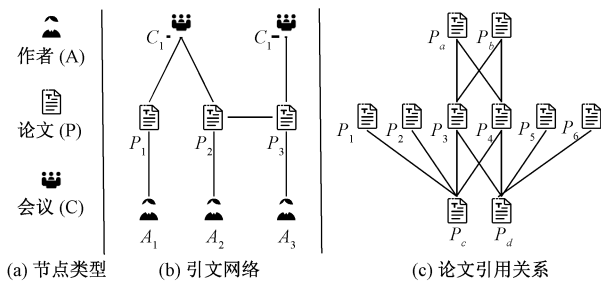 作者 (A)
论文 (P)
会议 (C)
(a) 节点类型
C1
C1
P1
P2
P3
A1
A2
A3
(b) 引文网络
Pa
Pb
P1
P2
P3
P4
P5
P6
Pc
Pd
(c) 论文引用关系